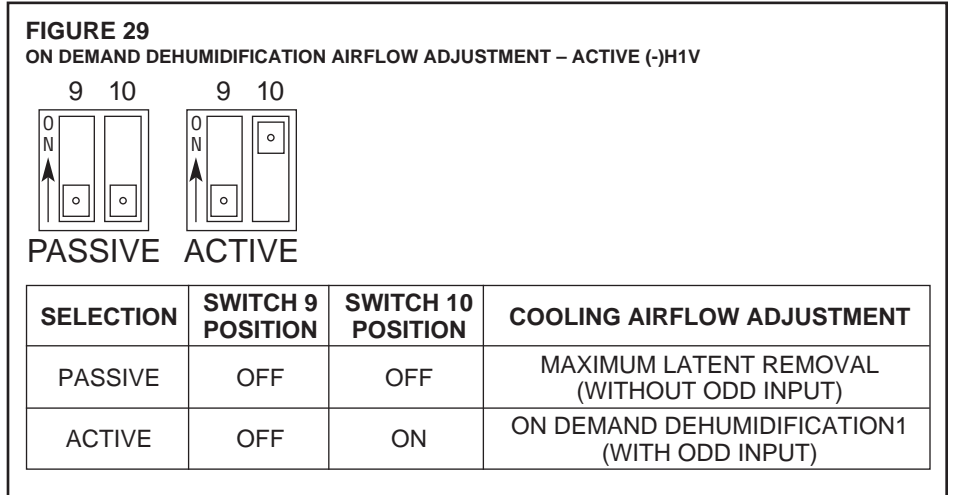 FIGURE 29
ON DEMAND DEHUMIDIFICATION AIRFLOW ADJUSTMENT – ACTIVE (-)H1V
9 10 9 10
ON ON
PASSIVE ACTIVE
SELECTION SWITCH 9 POSITION SWITCH 10 POSITION COOLING AIRFLOW ADJUSTMENT
PASSIVE OFF OFF MAXIMUM LATENT REMOVAL
(WITHOUT ODD INPUT)
ACTIVE OFF ON ON DEMAND DEHUMIDIFICATION1
(WITH ODD INPUT)